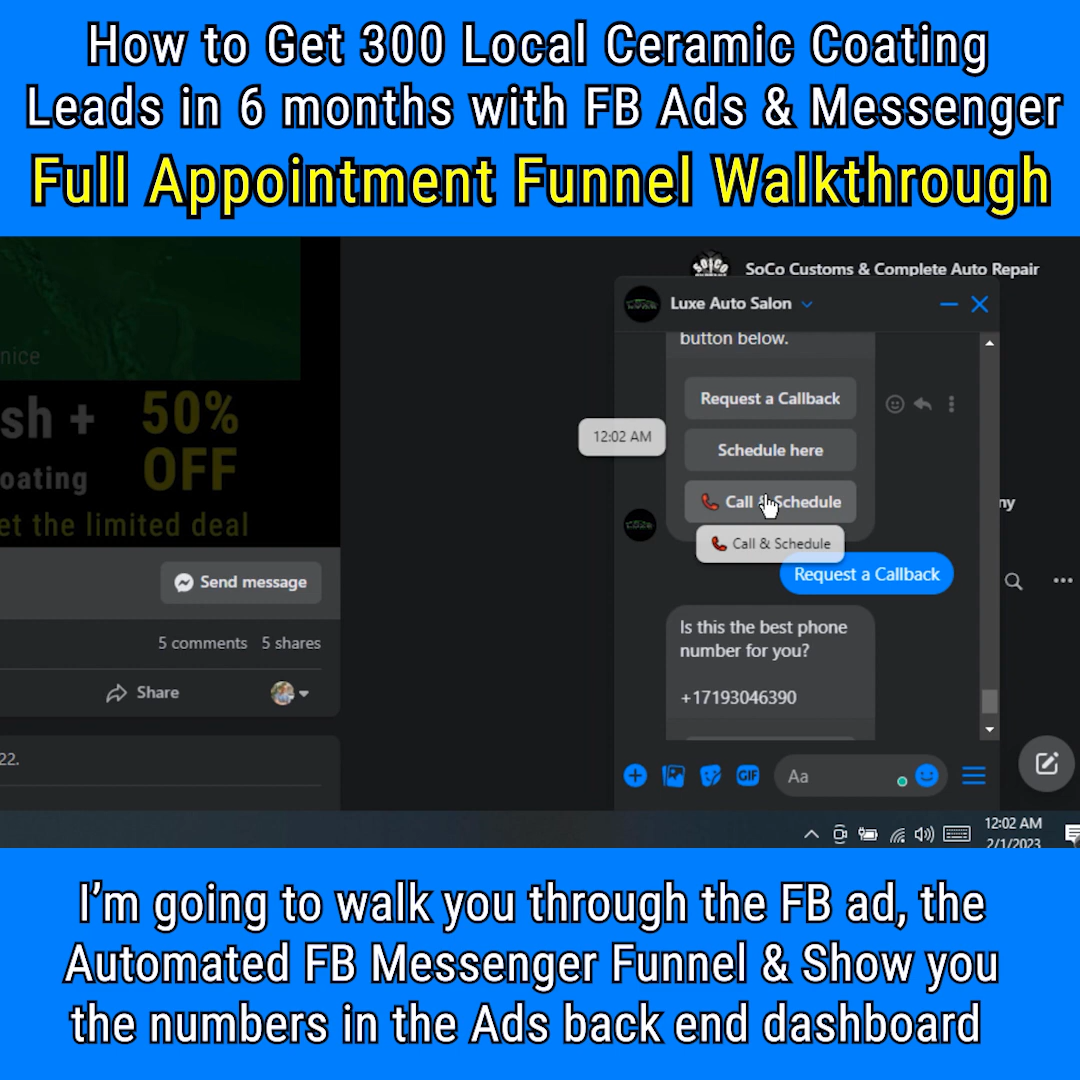 How to Get 300 Local Ceramic Coating
Leads in 6 months with FB Ads & Messenger
Full Appointment Funnel Walkthrough
SoCo Customs & Complete Auto Repair
Luxe Auto Salon
button below.
nice
Request a Callback
sh + 50%
12:02 AM
Schedule here
oating OFF
Call & Schedule
ny
et the limited deal
Call & Schedule
Request a Callback
Send message
Is this the best phone
number for you?
5 comments 5 shares
Share
+17193046390
22.
GIF
Aa
12:02 AM
2/1/2023
I'm going to walk you through the FB ad, the
Automated FB Messenger Funnel & Show you
the numbers in the Ads back end dashboard